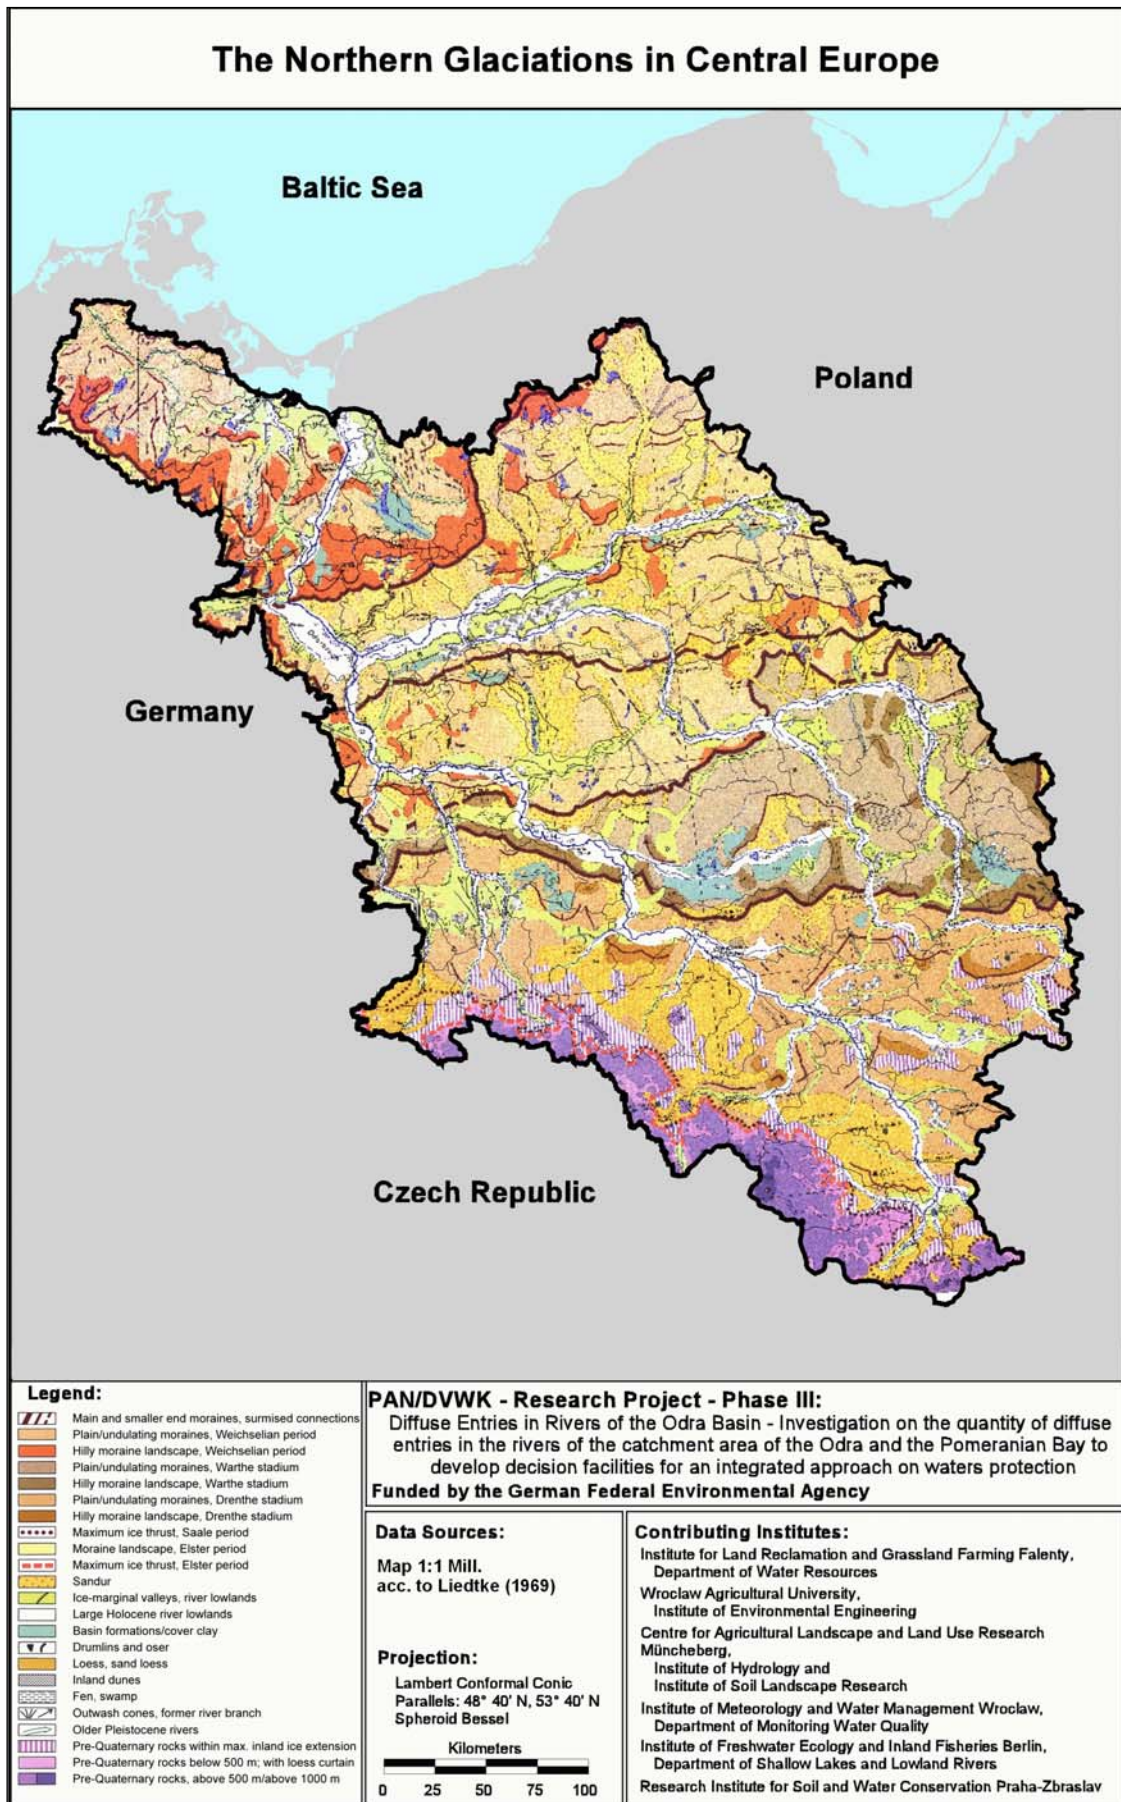 The Northern Glaciations in Central Europe
Baltic Sea
Poland
Germany
Czech Republic
Legend:
Main and smaller end moraines, surmised connections
Plain/undulating moraines, Weichselian period
Hilly moraine landscape, Weichselian period
Plain/undulating moraines, Warthe stadium
Hilly moraine landscape, Warthe stadium
Plain/undulating moraines, Drenthe stadium
Hilly moraine landscape, Drenthe stadium
Maximum ice thrust, Saale period
Moraine landscape, Elster period
Maximum ice thrust, Elster period
Sandur
Ice-marginal valleys, river lowlands
Large Holocene river lowlands
Basin formations/cover clay
Drumlins and oser
Loess, sand loess
Inland dunes
Fen, swamp
Outwash cones, former river branch
Older Pleistocene rivers
Pre-Quaternary rocks within max. inland ice extension
Pre-Quaternary rocks below 500 m; with loess curtain
Pre-Quaternary rocks, above 500 m/above 1000 m
PAN/DVWK - Research Project - Phase III:
Diffuse Entries in Rivers of the Odra Basin - Investigation on the quantity of diffuse
entries in the rivers of the catchment area of the Odra and the Pomeranian Bay to
develop decision facilities for an integrated approach on waters protection
Funded by the German Federal Environmental Agency
Data Sources:
Map 1:1 Mill.
acc. to Liedtke (1969)
Projection:
Lambert Conformal Conic
Parallels: 48° 40' N, 53° 40' N
Spheroid Bessel
Kilometers
0 25 50 75 100
Contributing Institutes:
Institute for Land Reclamation and Grassland Farming Falenty,
Department of Water Resources
Wroclaw Agricultural University,
Institute of Environmental Engineering
Centre for Agricultural Landscape and Land Use Research
Müncheberg,
Institute of Hydrology and
Institute of Soil Landscape Research
Institute of Meteorology and Water Management Wroclaw,
Department of Monitoring Water Quality
Institute of Freshwater Ecology and Inland Fisheries Berlin,
Department of Shallow Lakes and Lowland Rivers
Research Institute for Soil and Water Conservation Praha-Zbraslav